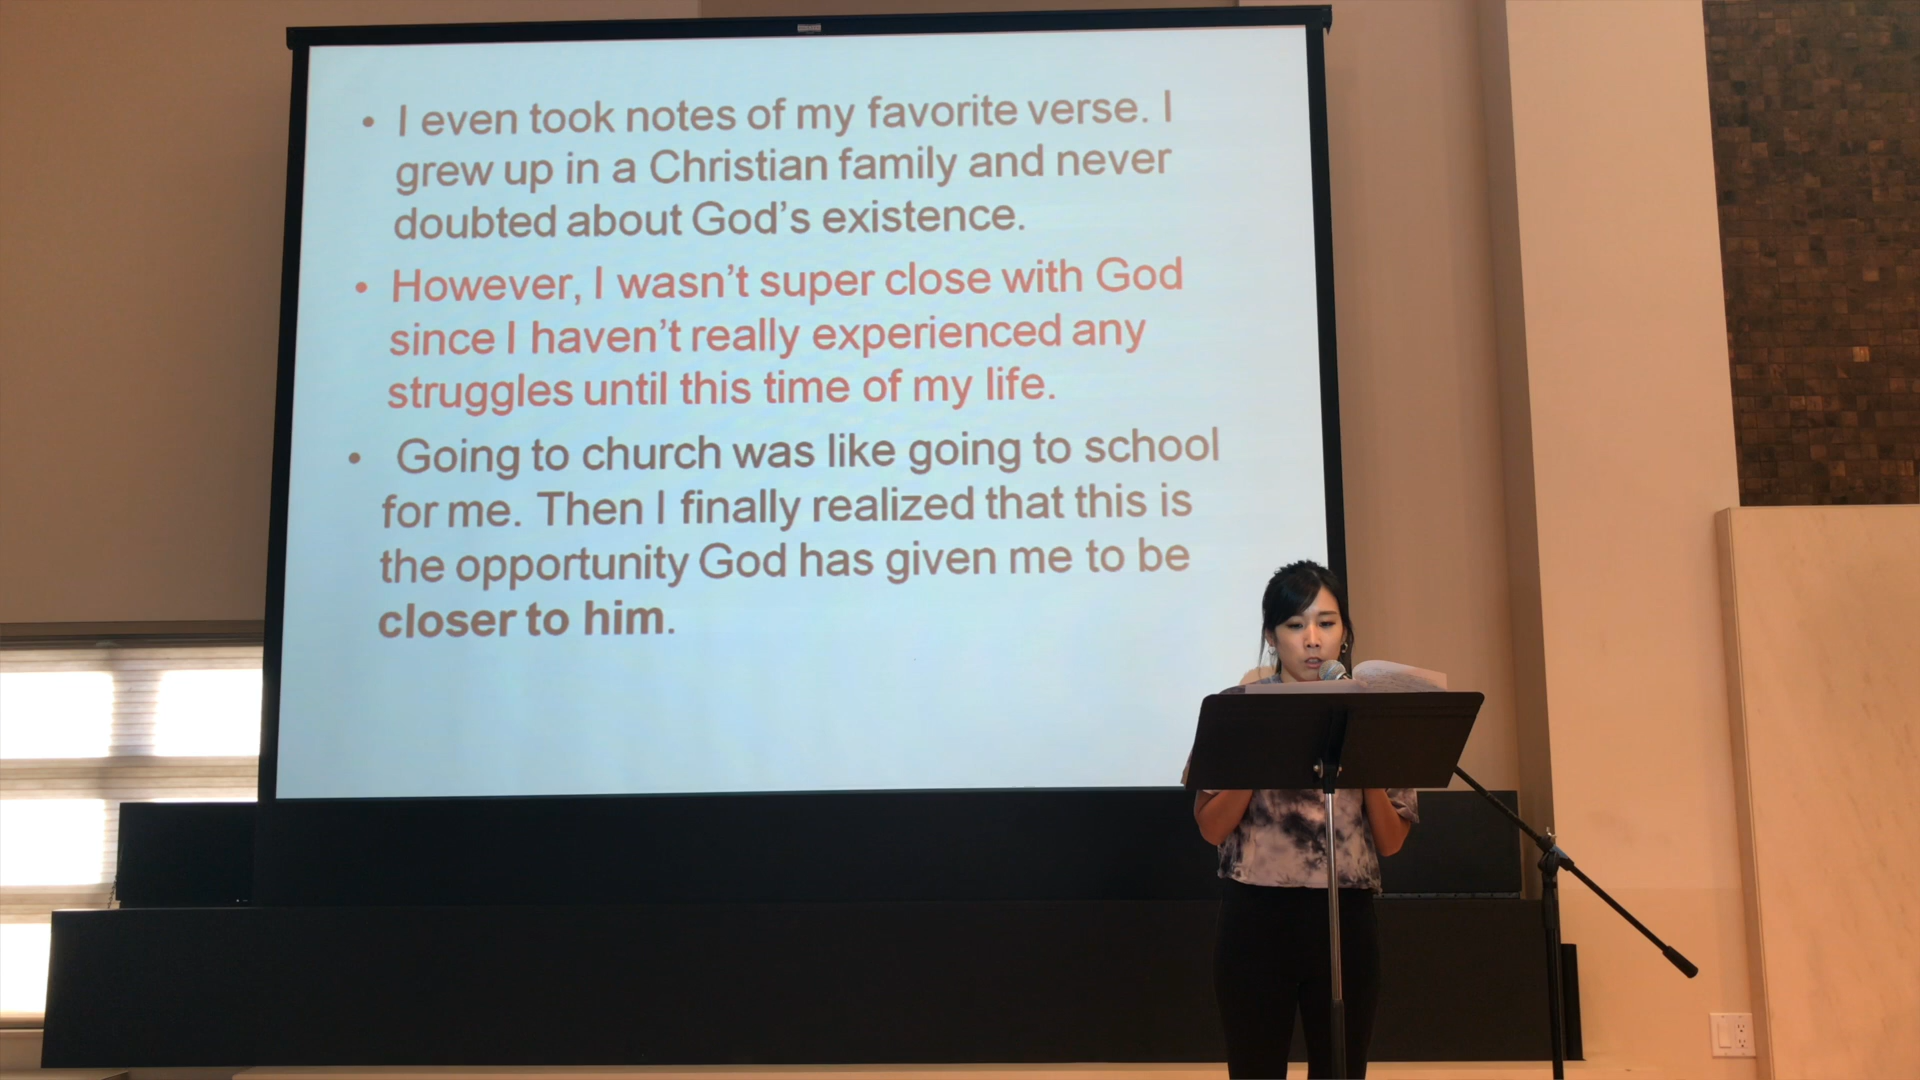 • I even took notes of my favorite verse. I
grew up in a Christian family and never
doubted about God's existence.
• However, I wasn't super close with God
since I haven't really experienced any
struggles until this time of my life.
• Going to church was like going to school
for me. Then I finally realized that this is
the opportunity God has given me to be
closer to him.